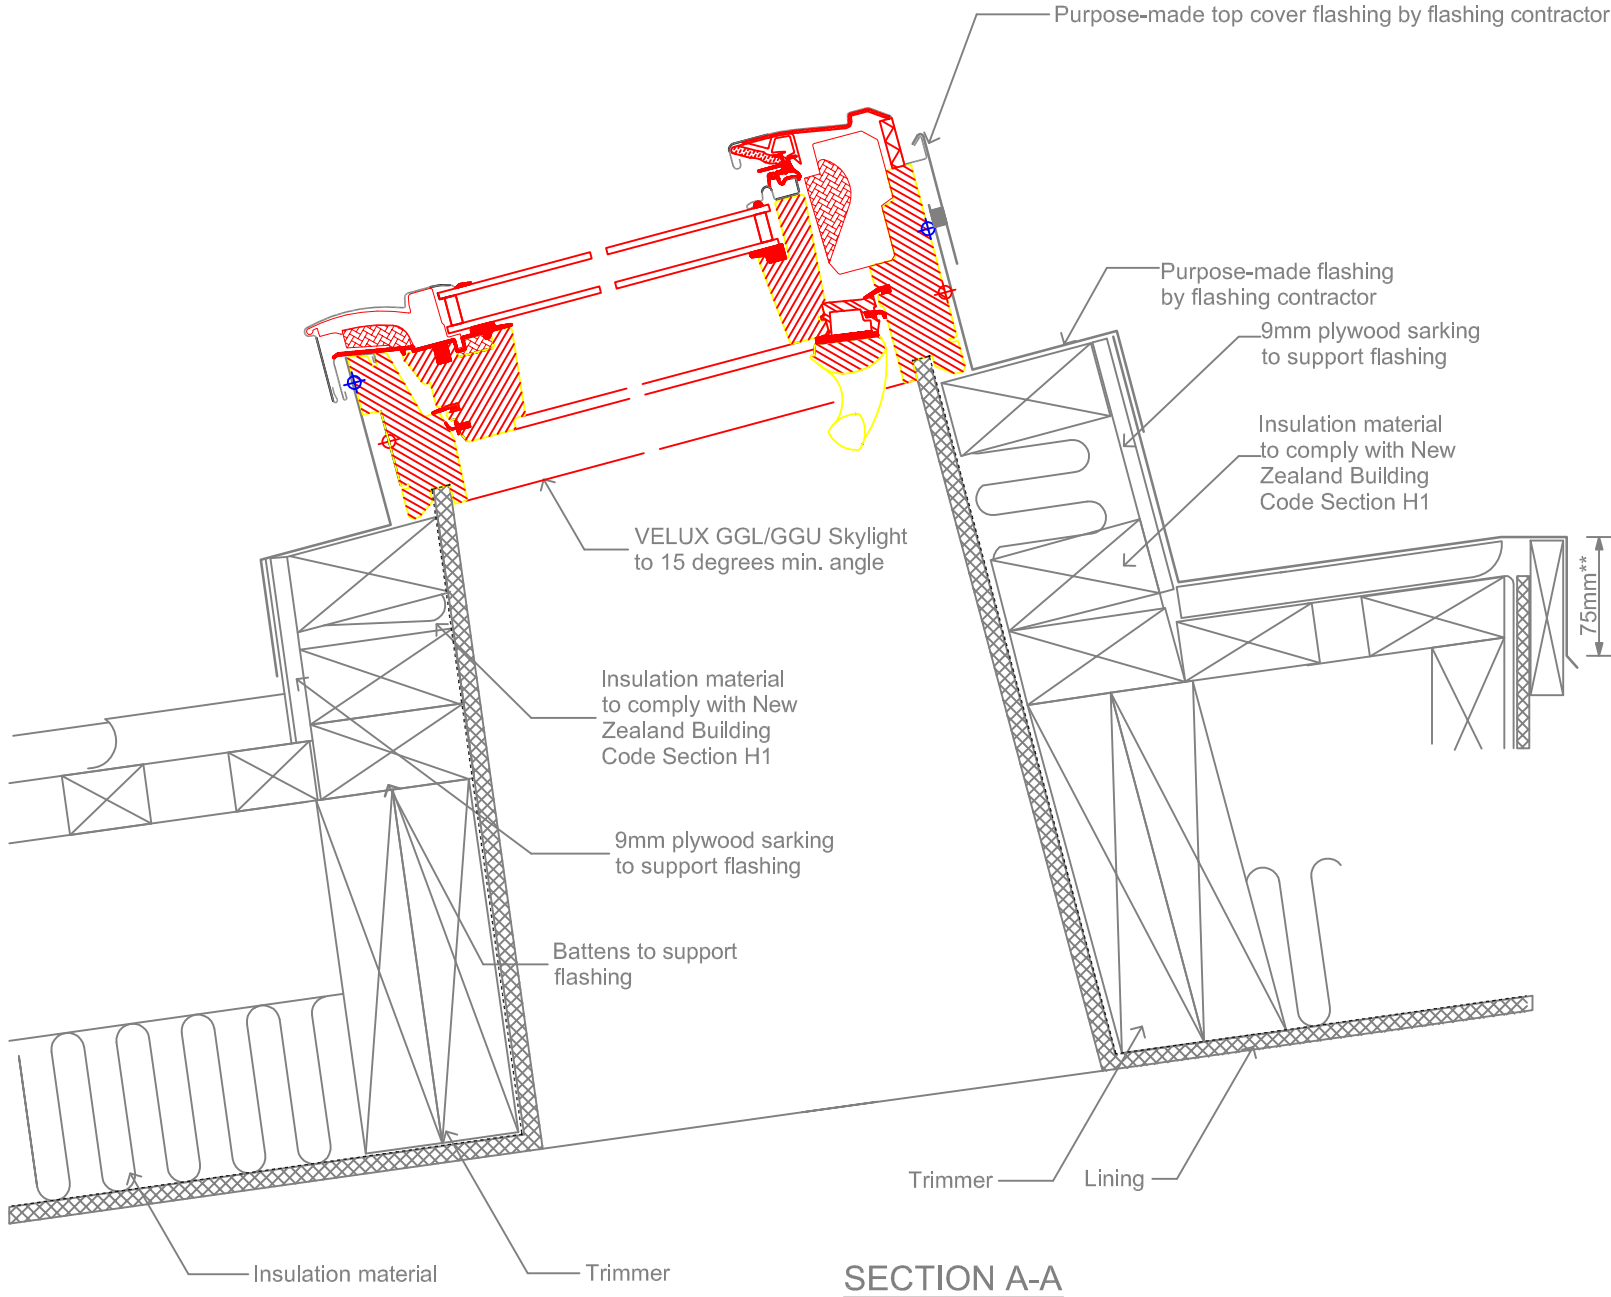 Purpose-made top cover flashing by flashing contractor
Purpose-made flashing
by flashing contractor
9mm plywood sarking
to support flashing
Insulation material
to comply with New
Zealand Building
Code Section H1
75mm**
VELUX GGL/GGU Skylight
to 15 degrees min. angle
Insulation material
to comply with New
Zealand Building
Code Section H1
9mm plywood sarking
to support flashing
Battens to support
flashing
Trimmer
Lining
Insulation material
Trimmer
SECTION A-A